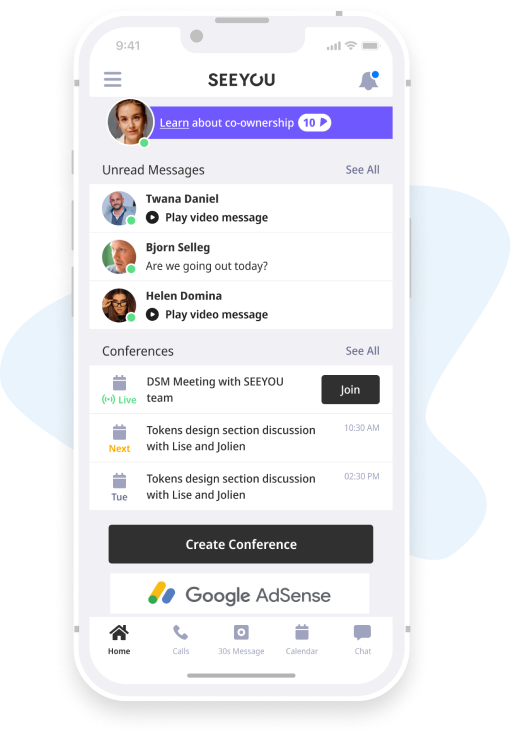 9:41
SEEYOU
Learn about co-ownership 10
Unread Messages See All
Twana Daniel
Play video message
Bjorn Selleg
Are we going out today?
Helen Domina
Play video message
Conferences See All
DSM Meeting with SEEYOU
Live team
Join
Tokens design section discussion 10:30 AM
Next with Lise and Jolien
Tokens design section discussion 02:30 PM
Tue with Lise and Jolien
Create Conference
Google AdSense
Home Calls 30s Message Calendar Chat